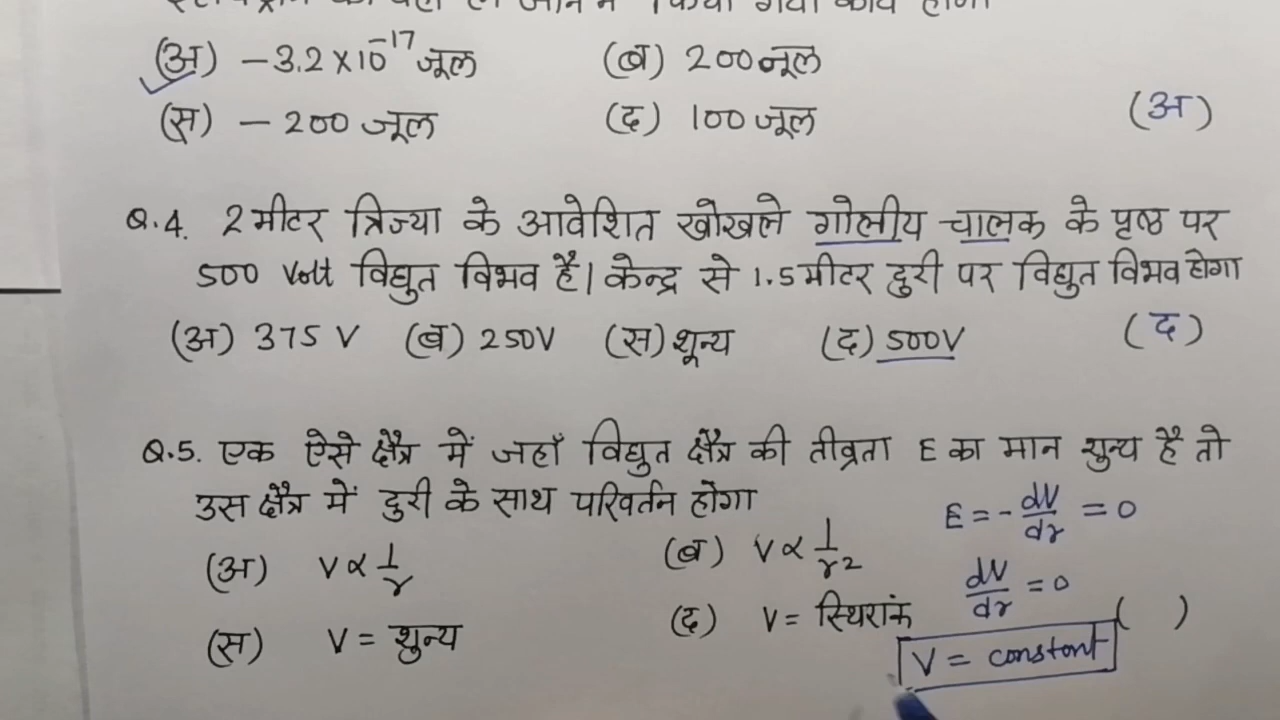 किया गया कार्य होगा
(अ) -3.2×10⁻¹⁷ जूल (ब) 200 जूल
(स) - 200 जूल (द) 100 जूल (अ)
Q.4. 2 मीटर त्रिज्या के आवेशित खोखले गोलीय चालक के पृष्ठ पर
500 Volt विद्युत विभव है। केन्द्र से 1.5 मीटर दुरी पर विद्युत विभव होगा
(अ) 375 V (ब) 250V (स) शून्य (द) 500V (द)
Q.5. एक ऐसे क्षैत्र में जहाँ विद्युत क्षैत्र की तीव्रता E का मान शुन्य है तो
उस क्षैत्र में दुरी के साथ परिवर्तन होगा
E = - dV/dr = 0
(अ) V ∝ 1/r (ब) V ∝ 1/r²
dV/dr = 0
(स) V = शुन्य (द) V = स्थिरांक ( )
V = constant